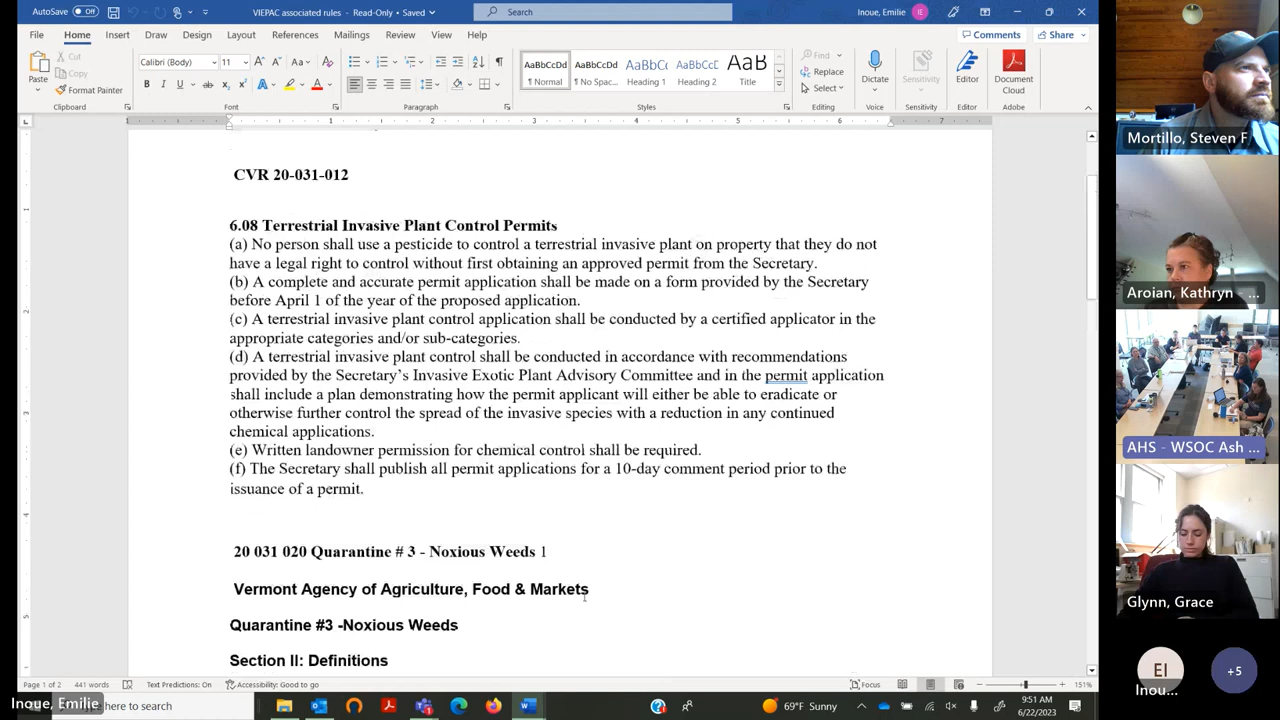 AutoSave Off VIEPAC associated rules - Read-Only • Saved Search Inoue, Emilie IE
File Home Insert Draw Design Layout References Mailings Review View Help Comments Share
Paste Cut Copy Format Painter Clipboard
Calibri (Body) 11 Font
Paragraph
AaBbCcDd ¶ Normal AaBbCcDd ¶ No Spac... AaBbCc Heading 1 AaBbCcD Heading 2 AaB Title Styles
Find Replace Select Editing
Dictate Voice
Sensitivity Sensitivity
Editor Editor
Document Cloud Adobe
CVR 20-031-012
6.08 Terrestrial Invasive Plant Control Permits
(a) No person shall use a pesticide to control a terrestrial invasive plant on property that they do not
have a legal right to control without first obtaining an approved permit from the Secretary.
(b) A complete and accurate permit application shall be made on a form provided by the Secretary
before April 1 of the year of the proposed application.
(c) A terrestrial invasive plant control application shall be conducted by a certified applicator in the
appropriate categories and/or sub-categories.
(d) A terrestrial invasive plant control shall be conducted in accordance with recommendations
provided by the Secretary's Invasive Exotic Plant Advisory Committee and in the permit application
shall include a plan demonstrating how the permit applicant will either be able to eradicate or
otherwise further control the spread of the invasive species with a reduction in any continued
chemical applications.
(e) Written landowner permission for chemical control shall be required.
(f) The Secretary shall publish all permit applications for a 10-day comment period prior to the
issuance of a permit.
20 031 020 Quarantine # 3 - Noxious Weeds 1
Vermont Agency of Agriculture, Food & Markets
Quarantine #3 -Noxious Weeds
Section II: Definitions
Page 1 of 2 441 words Text Predictions: On Accessibility: Good to go Focus 151%
Inoue, Emilie here to search 69°F Sunny 9:51 AM
6/22/2023
Mortillo, Steven F
Aroian, Kathryn - ...
AHS - WSOC Ash ...
Glynn, Grace
EI +5
Inou...